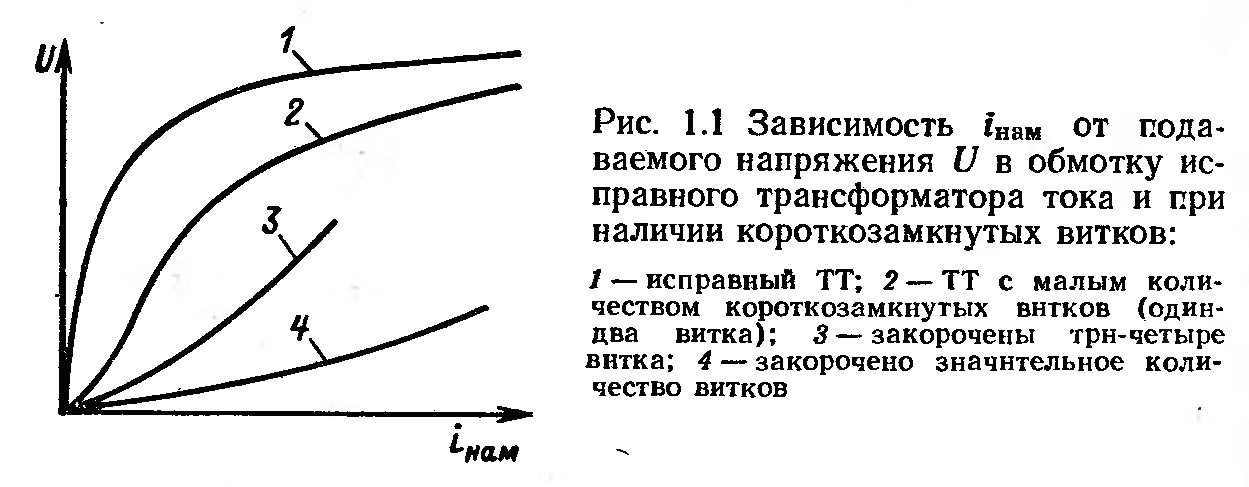 U
1
2
3
4
iнам
Рис. 1.1 Зависимость iнам от пода-
ваемого напряжения U в обмотку ис-
правного трансформатора тока и при
наличии короткозамкнутых витков:
1 — исправный ТТ; 2 — ТТ с малым коли-
чеством короткозамкнутых витков (один-
два витка); 3 — закорочены три-четыре
витка; 4 — закорочено значительное коли-
чество витков